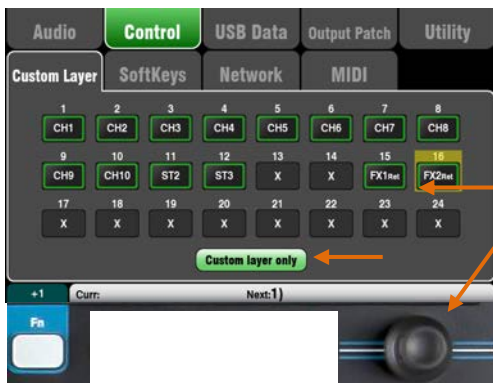 Audio Control USB Data Output Patch Utility
Custom Layer SoftKeys Network MIDI
1 2 3 4 5 6 7 8
CH1 CH2 CH3 CH4 CH5 CH6 CH7 CH8
9 10 11 12 13 14 15 16
CH9 CH10 ST2 ST3 X X FX1Ret FX2Ret
17 18 19 20 21 22 23 24
X X X X X X X X
Custom layer only
+1 Curr: Next:1)
Fn